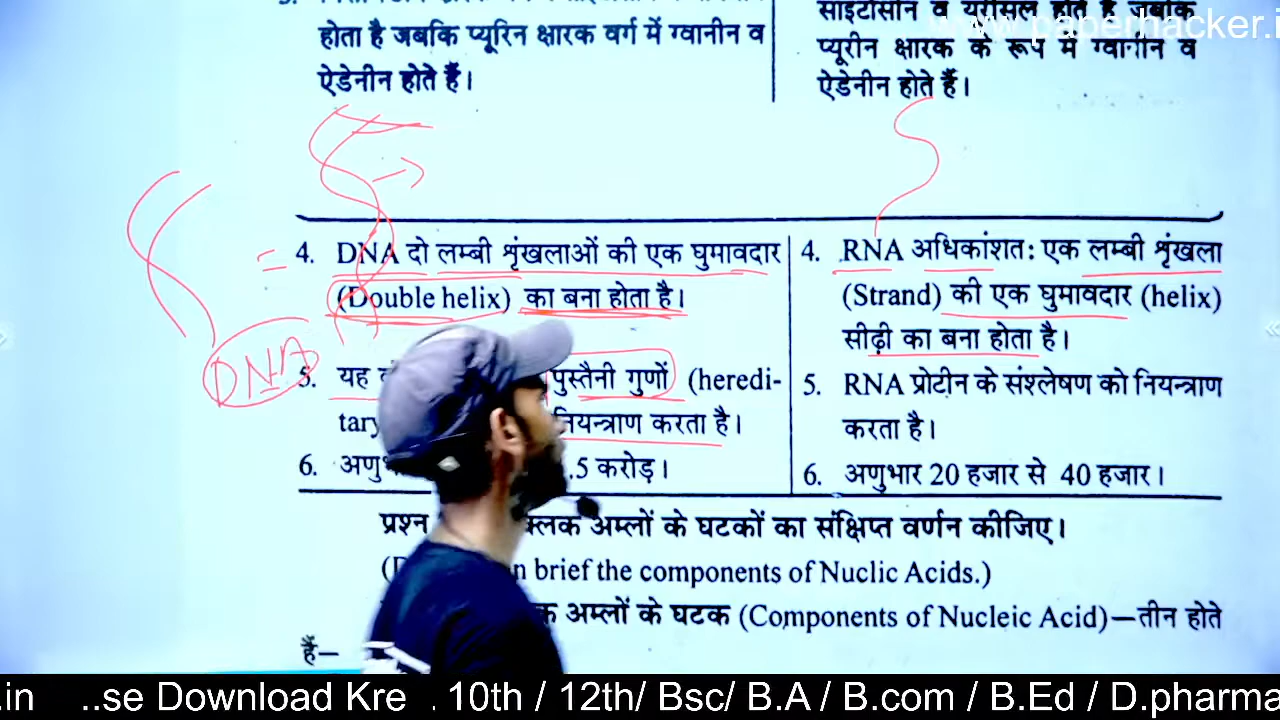 www.paperhacker.i
होता है जबकि प्यूरिन क्षारक वर्ग में ग्वानीन व
ऐडेनीन होते हैं।
साइटोसीन व यूरीसल होते हैं जबकि
प्यूरीन क्षारक के रूप में ग्वानीन व
ऐडेनीन होते हैं।
4. DNA दो लम्बी शृंखलाओं की एक घुमावदार
(Double helix) का बना होता है।
DNA
5. यह पुस्तैनी गुणों (heredi-
tary नियन्त्राण करता है।
6. .5 करोड़।
4. RNA अधिकांशत: एक लम्बी शृंखला
(Strand) की एक घुमावदार (helix)
सीढ़ी का बना होता है।
5. RNA प्रोटीन के संश्लेषण को नियन्त्राण
करता है।
6. अणुभार 20 हजार से 40 हजार।
प्रश्न अम्लों के घटकों का संक्षिप्त वर्णन कीजिए।
in brief the components of Nuclic Acids.)
अम्लों के घटक (Components of Nucleic Acid)—तीन होते
हैं—
.in ..se Download Kre . 10th / 12th/ Bsc/ B.A / B.com / B.Ed / D.pharma